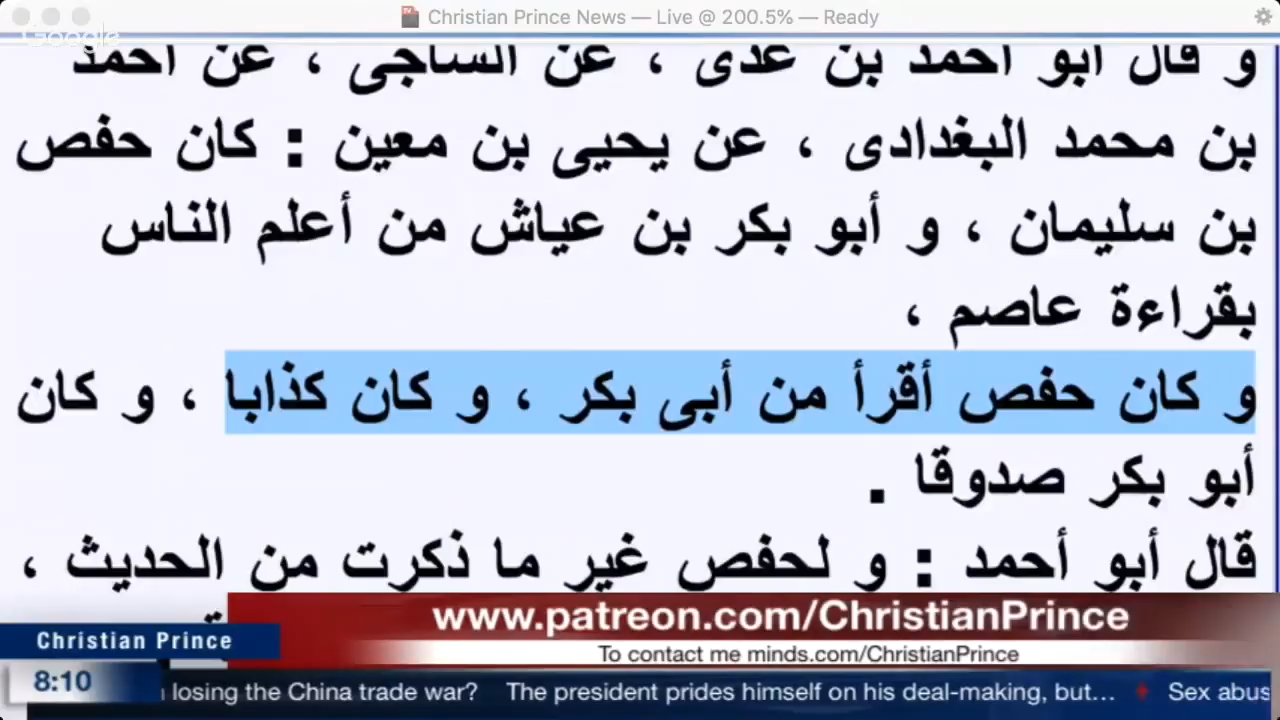 Christian Prince News — Live @ 200.5% — Ready
Google
و قال أبو أحمد بن عدى ، عن الساجى ، عن أحمد
بن محمد البغدادى ، عن يحيى بن معين : كان حفص
بن سليمان ، و أبو بكر بن عياش من أعلم الناس
بقراءة عاصم ،
و كان حفص أقرأ من أبى بكر ، و كان كذابا ، و كان
أبو بكر صدوقا .
قال أبو أحمد : و لحفص غير ما ذكرت من الحديث ،
www.patreon.com/ChristianPrince
Christian Prince
To contact me minds.com/ChristianPrince
8:10
losing the China trade war? The president prides himself on his deal-making, but... ♦ Sex abus